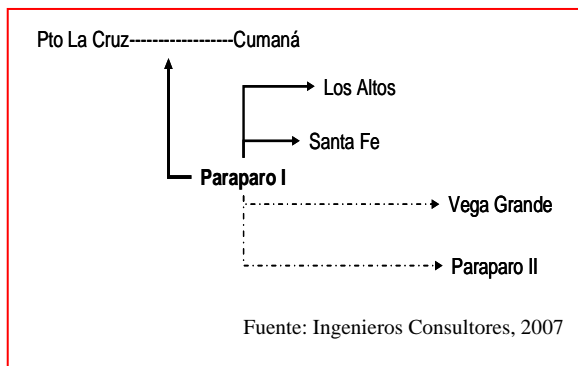 Pto La Cruz------------------Cumaná
Los Altos
Santa Fe
Paraparo I
Vega Grande
Paraparo II
Fuente: Ingenieros Consultores, 2007